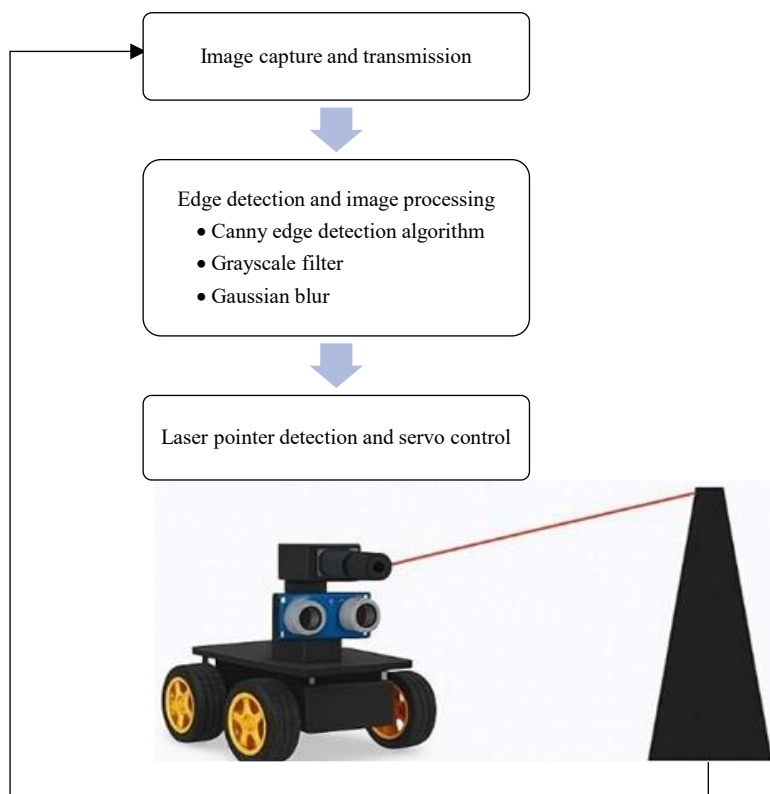 Image capture and transmission
Edge detection and image processing
• Canny edge detection algorithm
• Grayscale filter
• Gaussian blur
Laser pointer detection and servo control